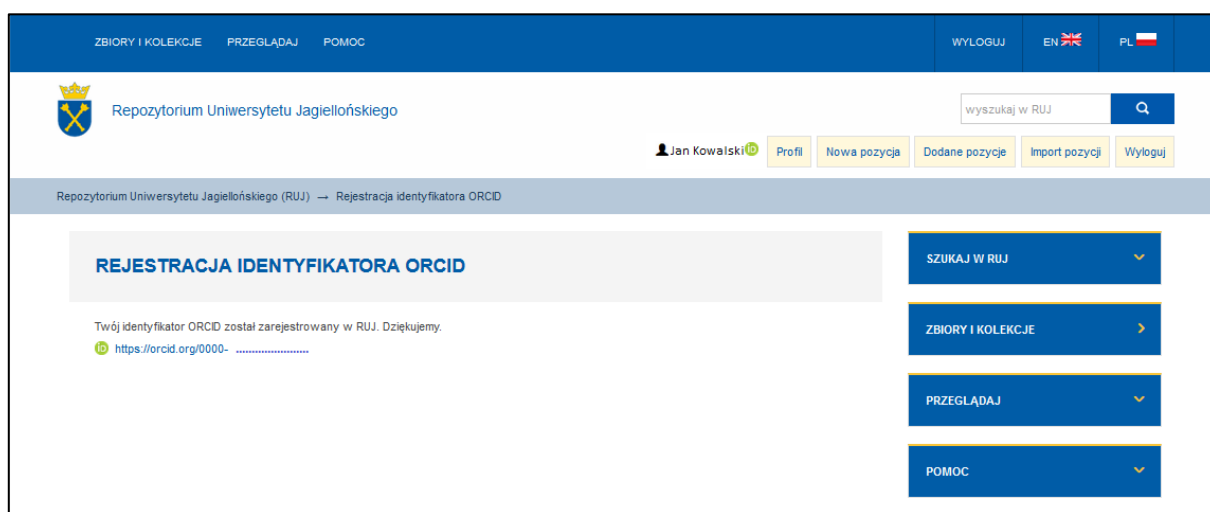 ZBIORY I KOLEKCJE PRZEGLĄDAJ POMOC WYLOGUJ EN PL
Repozytorium Uniwersytetu Jagiellońskiego wyszukaj w RUJ
Jan Kowalski iD Profil Nowa pozycja Dodane pozycje Import pozycji Wyloguj
Repozytorium Uniwersytetu Jagiellońskiego (RUJ) → Rejestracja identyfikatora ORCID
REJESTRACJA IDENTYFIKATORA ORCID
Twój identyfikator ORCID został zarejestrowany w RUJ. Dziękujemy.
iD https://orcid.org/0000- .......................
SZUKAJ W RUJ
ZBIORY I KOLEKCJE
PRZEGLĄDAJ
POMOC